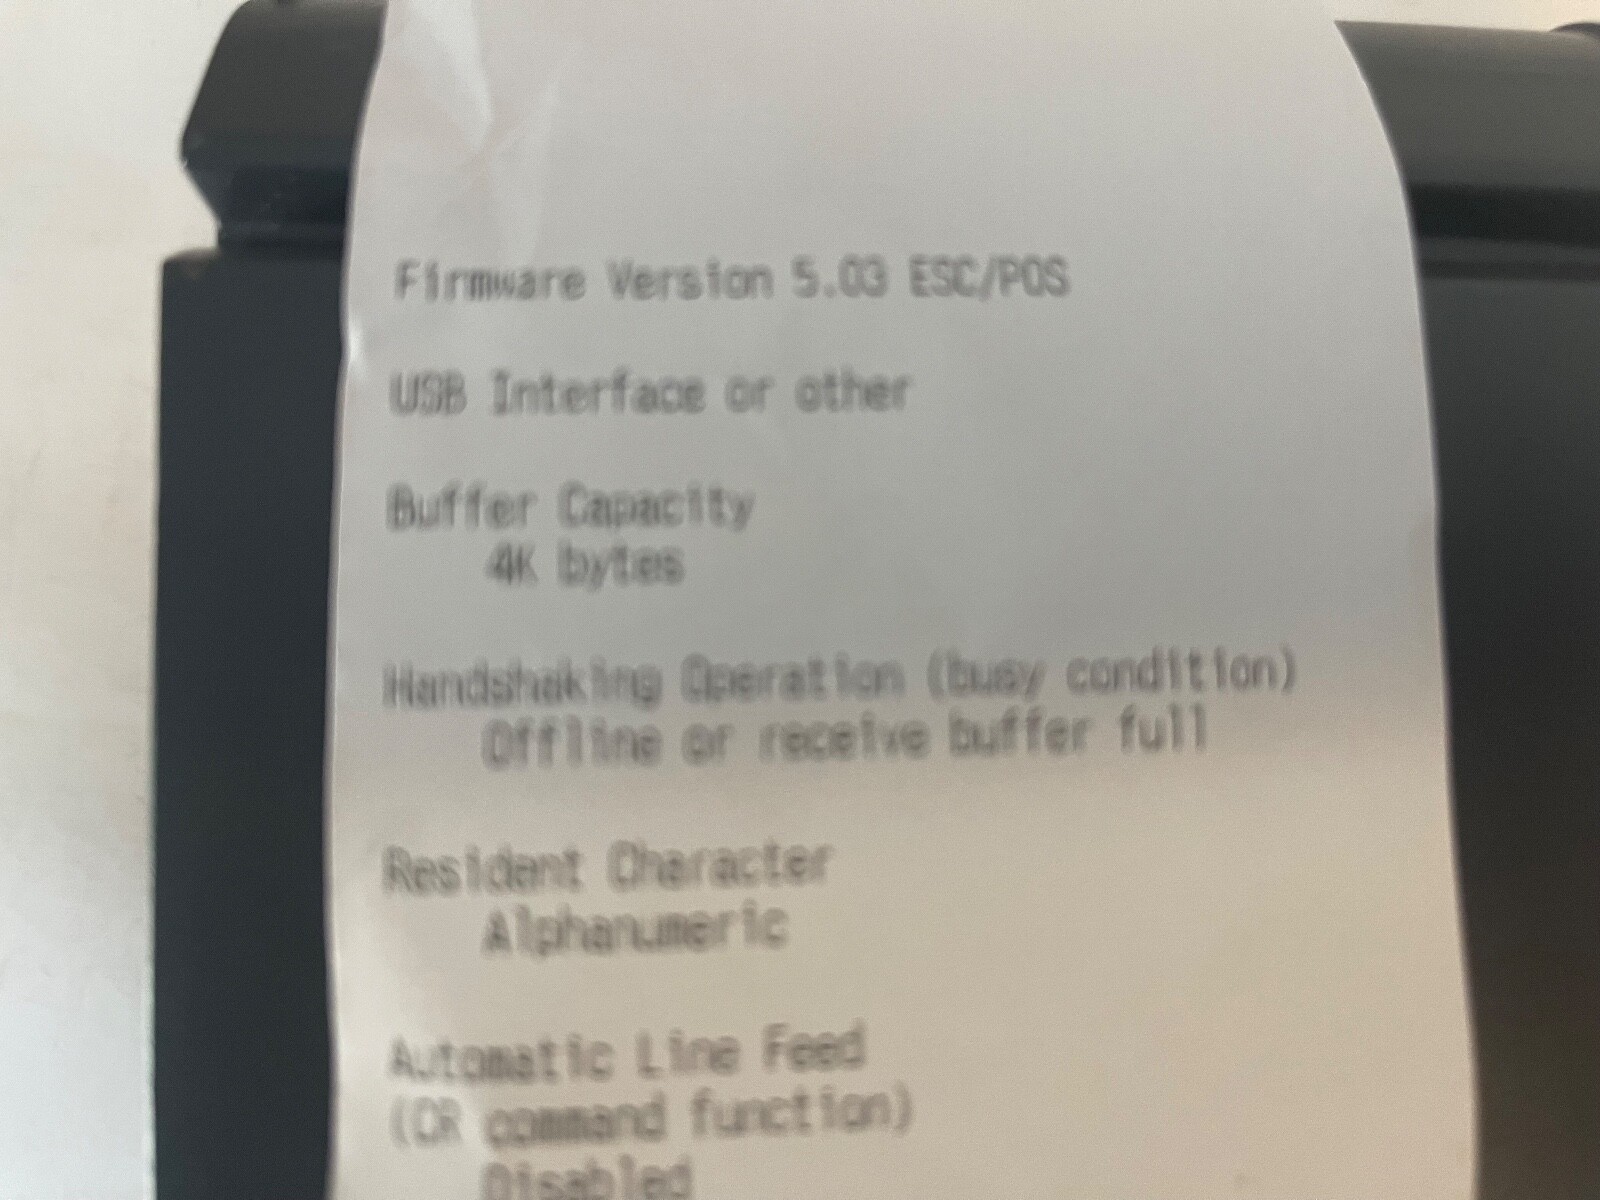 Firmware Version 5.03 ESC/POS
USB Interface or other
Buffer Capacity
4K bytes
Handshaking Operation (busy condition)
Offline or receive buffer full
Resident Character
Alphanumeric
Automatic Line Feed
(CR command function)
Disabled